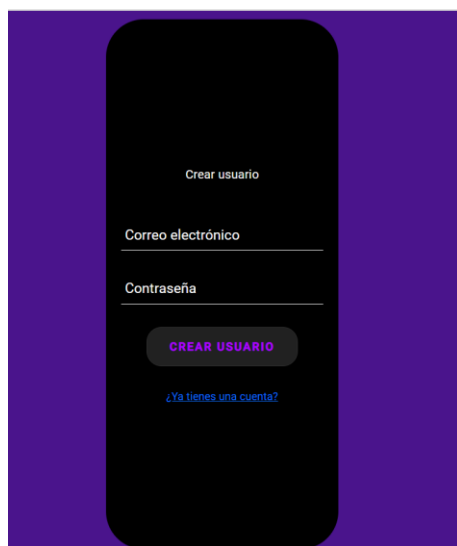 Crear usuario
Correo electrónico
Contraseña
CREAR USUARIO
¿Ya tienes una cuenta?